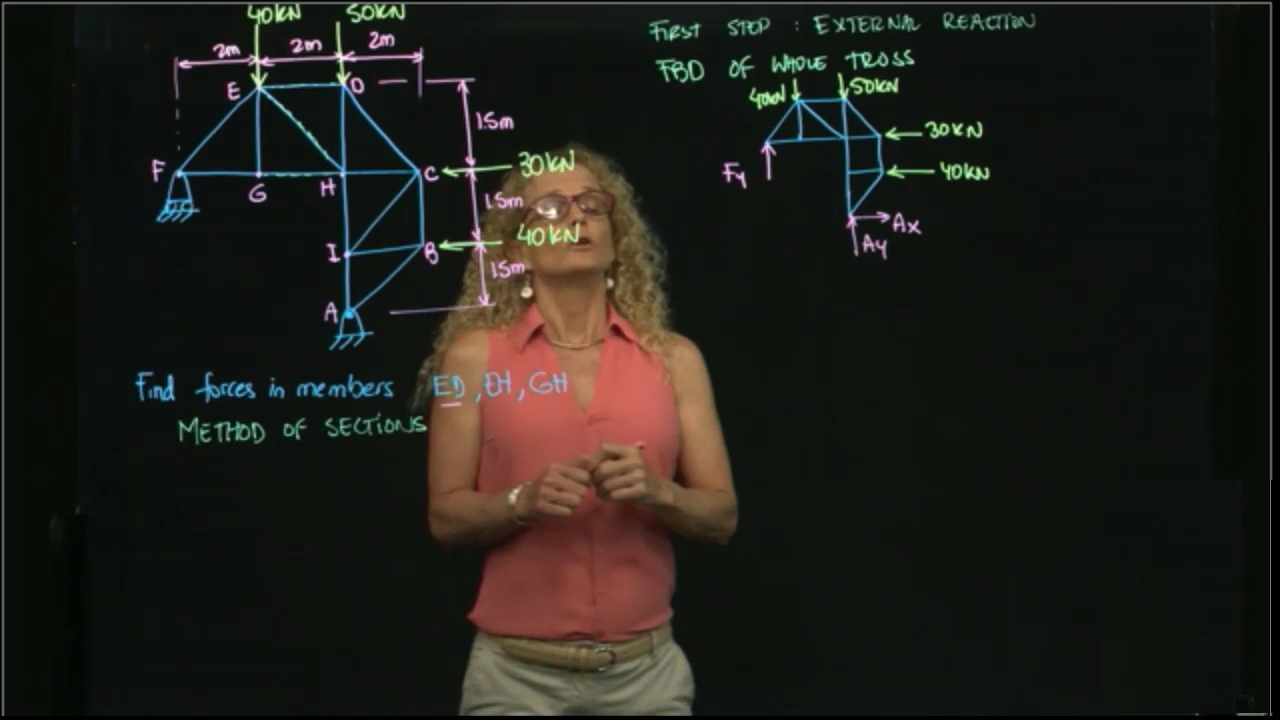 40kN 50kN
2m 2m 2m
E D
1.5m
F G H C 30kN
1.5m
I B 40kN
1.5m
A
Find forces in members ED, EH, GH
METHOD OF SECTIONS
FIRST STEP : EXTERNAL REACTION
FBD OF WHOLE TROSS
40kN 50kN
30kN
Fy 40kN
Ax
Ay